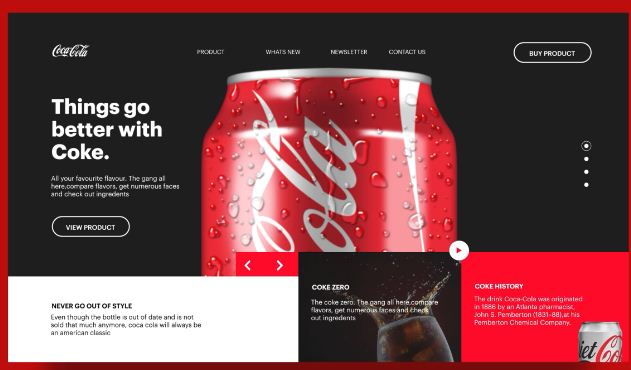 Coca-Cola
PRODUCT
WHATS NEW
NEWSLETTER
CONTACT US
BUY PRODUCT
Things go
better with
Coke.
All your favourite flavour. The gang all
here,compare flavors, get numerous faces
and check out ingredents
VIEW PRODUCT
ola
NEVER GO OUT OF STYLE
Even though the bottle is out of date and is not
sold that much anymore, coca cola will always be
an american classic
COKE ZERO
The coke zero. The gang all here,compare
flavors, get numerous faces and check
out ingredents
COKE HISTORY
The drink Coca-Cola was originated
in 1886 by an Atlanta pharmacist,
John S. Pemberton (1831–88),at his
Pemberton Chemical Company.
iet Co